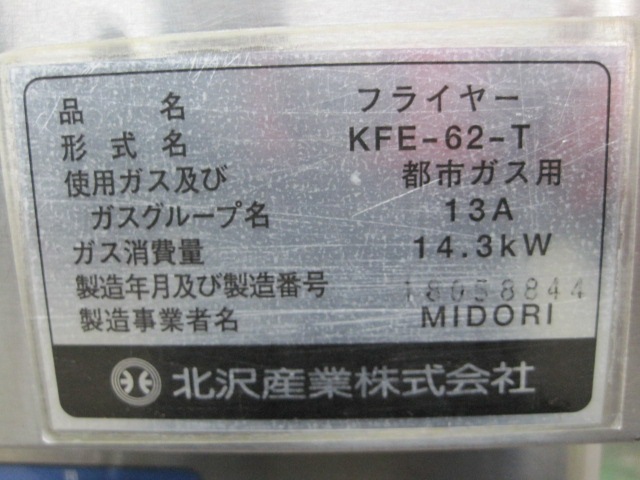 品名 フライヤー
形式名 KFE-62-T
使用ガス及び 都市ガス用
ガスグループ名 13A
ガス消費量 14.3kW
製造年月及び製造番号 18058844
製造事業者名 MIDORI
北沢産業株式会社